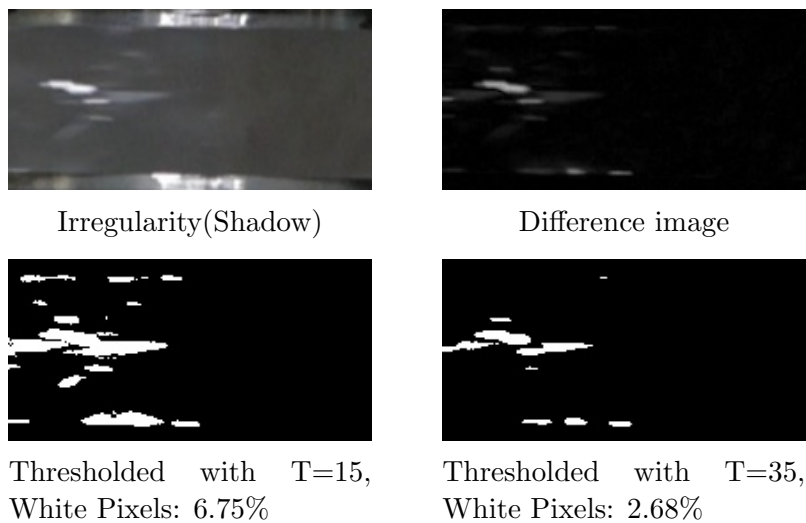 Irregularity(Shadow)
Difference image
Thresholded with T=15,
White Pixels: 6.75%
Thresholded with T=35,
White Pixels: 2.68%